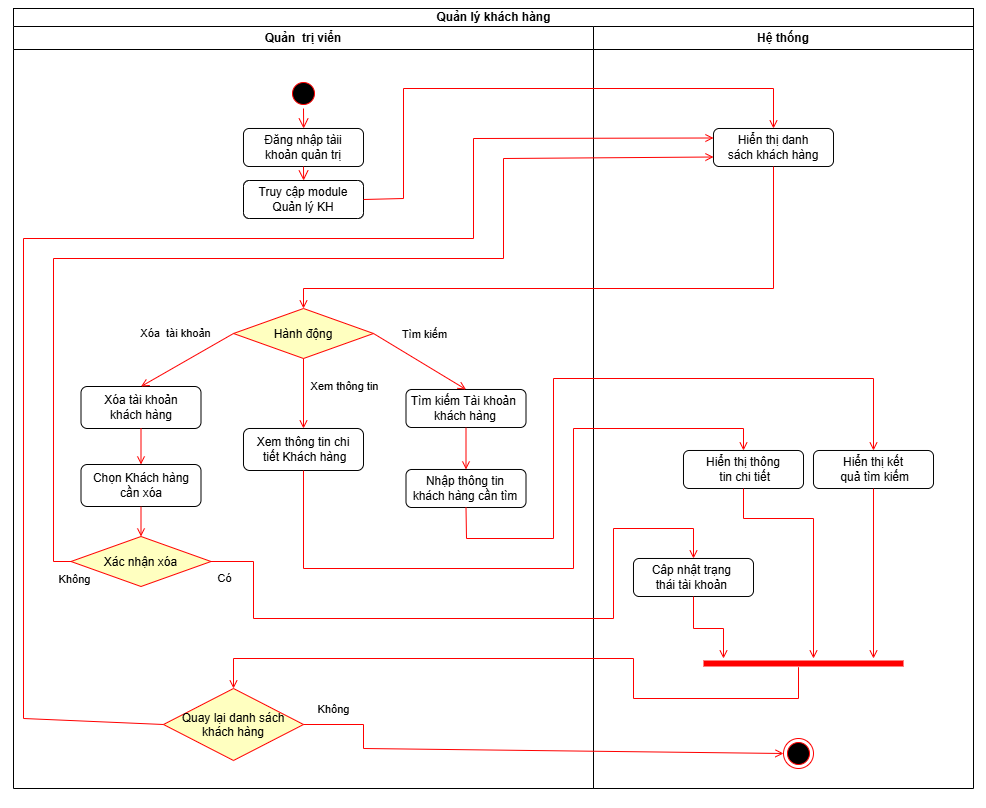 Quản lý khách hàng
Quản trị viên
Hệ thống
Đăng nhập tàii
khoản quản trị
Truy cập module
Quản lý KH
Hiển thị danh
sách khách hàng
Hành động
Xóa tài khoản
Tìm kiếm
Xem thông tin
Xóa tài khoản
khách hàng
Tìm kiếm Tài khoản
khách hàng
Xem thông tin chi
tiết Khách hàng
Chọn Khách hàng
cần xóa
Nhập thông tin
khách hàng cần tìm
Hiển thị thông
tin chi tiết
Hiển thị kết
quả tìm kiếm
Xác nhận xóa
Không
Có
Câp nhật trạng
thái tài khoản
Quay lại danh sách
khách hàng
Không